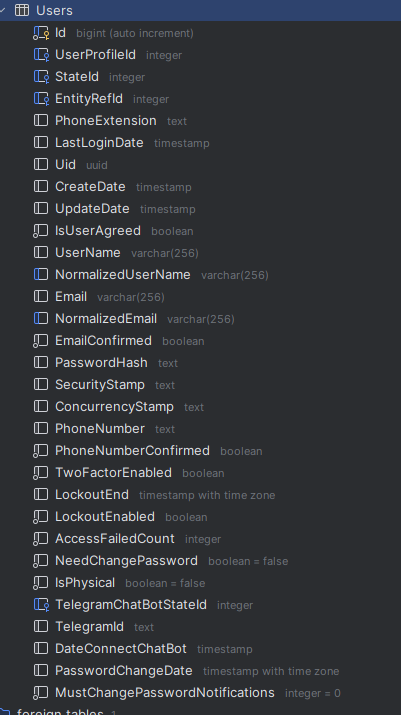 Users
Id bigint (auto increment)
UserProfileId integer
StateId integer
EntityRefId integer
PhoneExtension text
LastLoginDate timestamp
Uid uuid
CreateDate timestamp
UpdateDate timestamp
IsUserAgreed boolean
UserName varchar(256)
NormalizedUserName varchar(256)
Email varchar(256)
NormalizedEmail varchar(256)
EmailConfirmed boolean
PasswordHash text
SecurityStamp text
ConcurrencyStamp text
PhoneNumber text
PhoneNumberConfirmed boolean
TwoFactorEnabled boolean
LockoutEnd timestamp with time zone
LockoutEnabled boolean
AccessFailedCount integer
NeedChangePassword boolean = false
IsPhysical boolean = false
TelegramChatBotStateId integer
TelegramId text
DateConnectChatBot timestamp
PasswordChangeDate timestamp with time zone
MustChangePasswordNotifications integer = 0
foreign tables 1